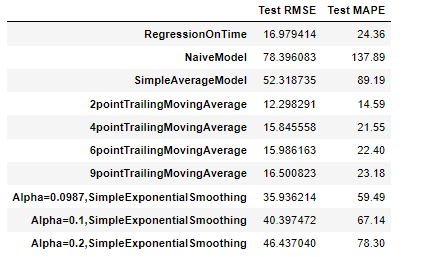 Test RMSE Test MAPE
RegressionOnTime 16.979414 24.36
NaiveModel 78.396083 137.89
SimpleAverageModel 52.318735 89.19
2pointTrailingMovingAverage 12.298291 14.59
4pointTrailingMovingAverage 15.845558 21.55
6pointTrailingMovingAverage 15.986163 22.40
9pointTrailingMovingAverage 16.500823 23.18
Alpha=0.0987,SimpleExponentialSmoothing 35.936214 59.49
Alpha=0.1,SimpleExponentialSmoothing 40.397472 67.14
Alpha=0.2,SimpleExponentialSmoothing 46.437040 78.30